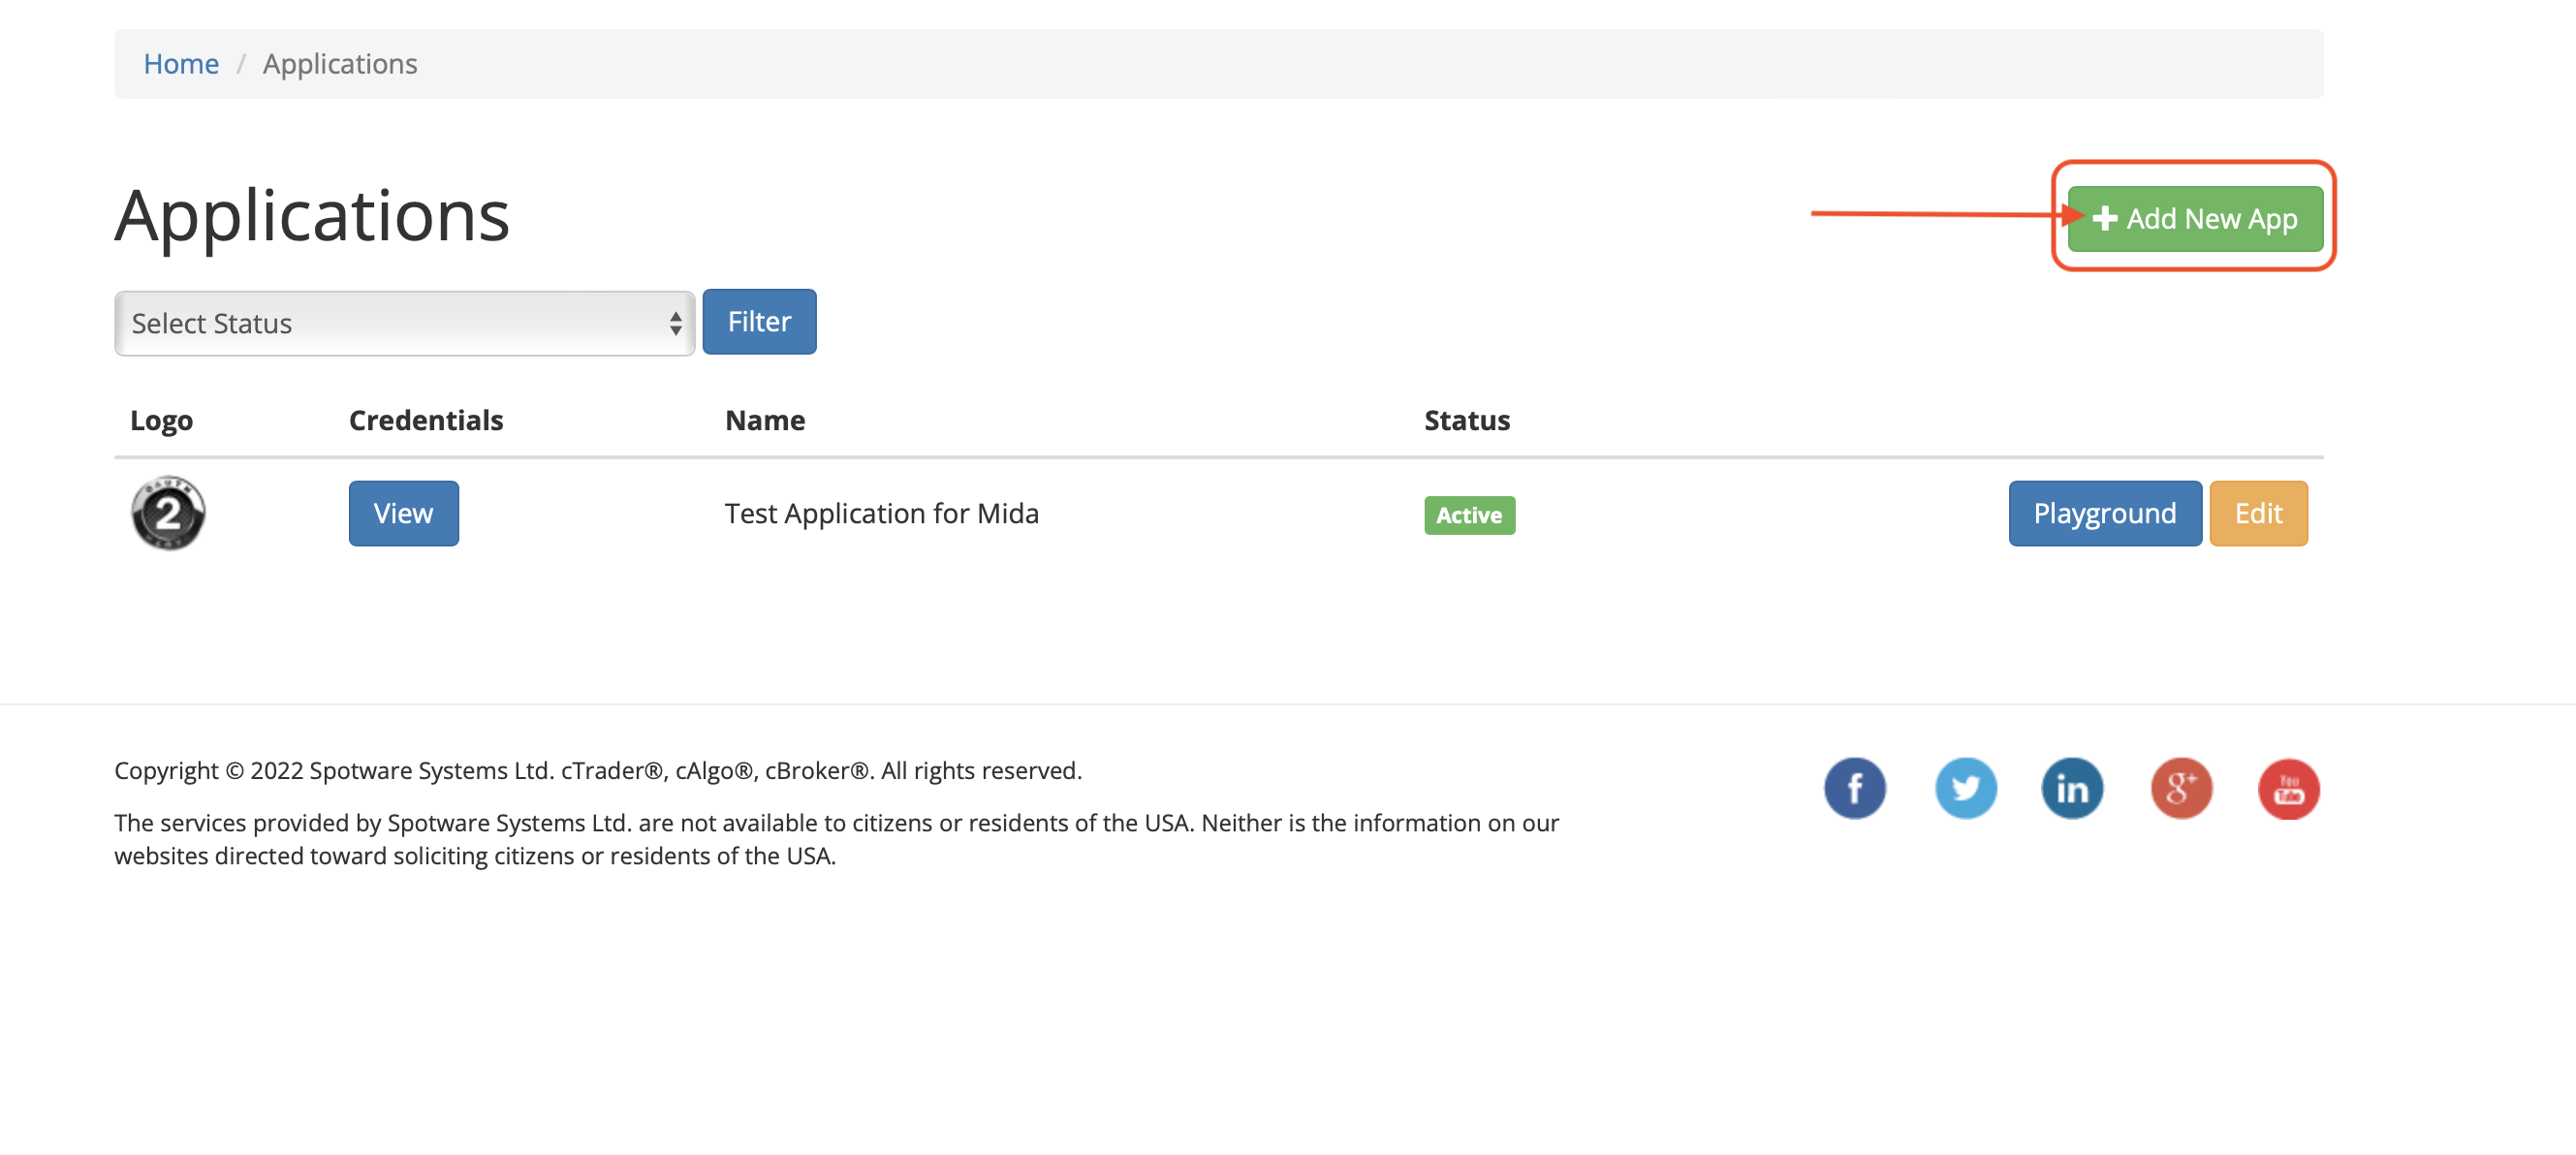 Home / Applications
Applications
Add New App
Select Status
Filter
Logo Credentials Name Status
2 View Test Application for Mida Active Playground Edit
Copyright © 2022 Spotware Systems Ltd. cTrader®, cAlgo®, cBroker®. All rights reserved.
The services provided by Spotware Systems Ltd. are not available to citizens or residents of the USA. Neither is the information on our
websites directed toward soliciting citizens or residents of the USA.
f in g+ You Tube